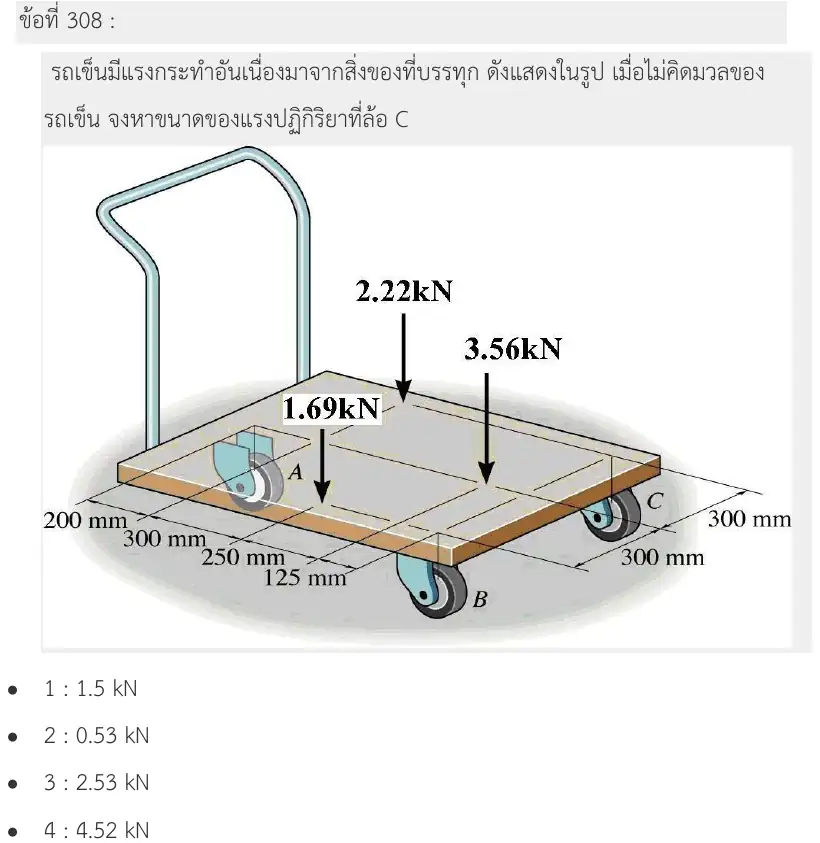 ข้อที่ 308 :
รถเข็นมีแรงกระทำอันเนื่องมาจากสิ่งของที่บรรทุก ดังแสดงในรูป เมื่อไม่คิดมวลของ
รถเข็น จงหาขนาดของแรงปฏิกิริยาที่ล้อ C
2.22kN
3.56kN
1.69kN
A
C
200 mm
300 mm
300 mm
250 mm
300 mm
125 mm
B
1 : 1.5 kN
2 : 0.53 kN
3 : 2.53 kN
4 : 4.52 kN